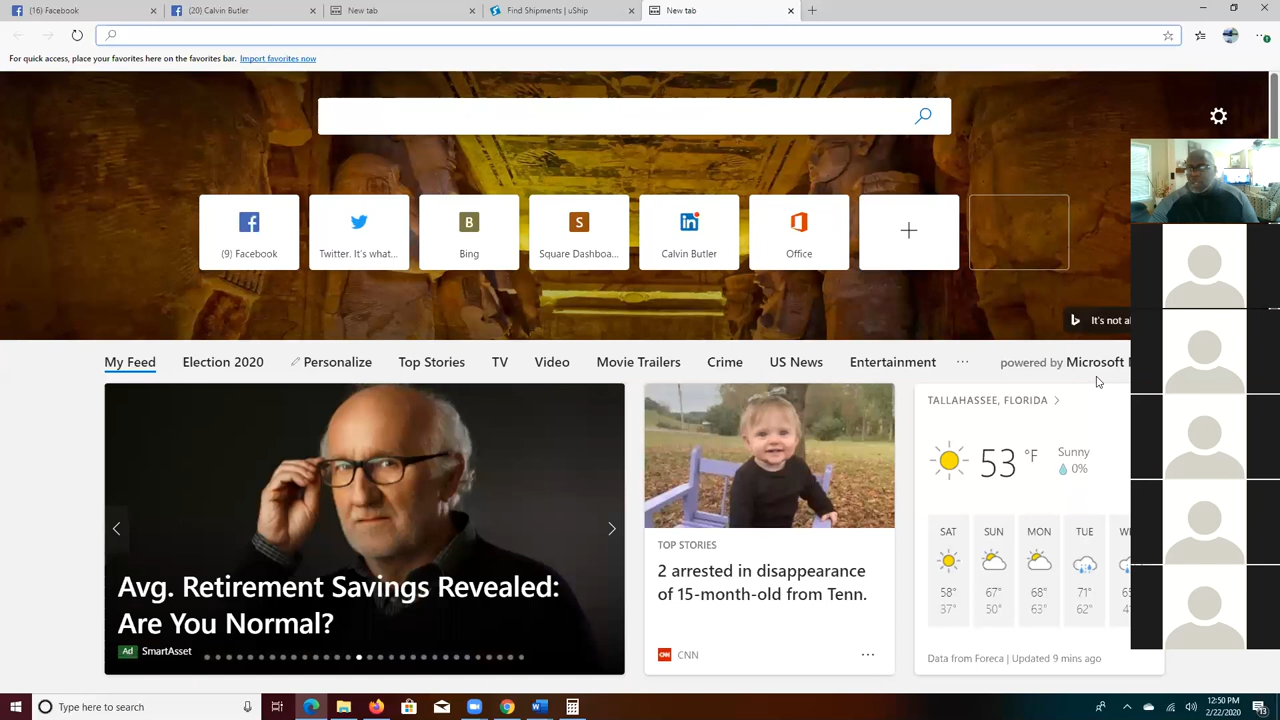 (16) Facebook
(20) Calvin Butler
New tab
Find Shipments | uShip
New tab
For quick access, place your favorites here on the favorites bar. Import favorites now
(9) Facebook
Twitter. It's what...
B
Bing
S
Square Dashboa...
Calvin Butler
Office
It's not al
My Feed
Election 2020
Personalize
Top Stories
TV
Video
Movie Trailers
Crime
US News
Entertainment
powered by Microsoft
Avg. Retirement Savings Revealed:
Are You Normal?
Ad SmartAsset
TOP STORIES
2 arrested in disappearance
of 15-month-old from Tenn.
CNN
TALLAHASSEE, FLORIDA
53 °F
Sunny
0%
SAT SUN MON TUE
58° 67° 68° 71°
37° 50° 63° 62°
Data from Foreca | Updated 9 mins ago
Type here to search
12:50 PM
2/22/2020
13